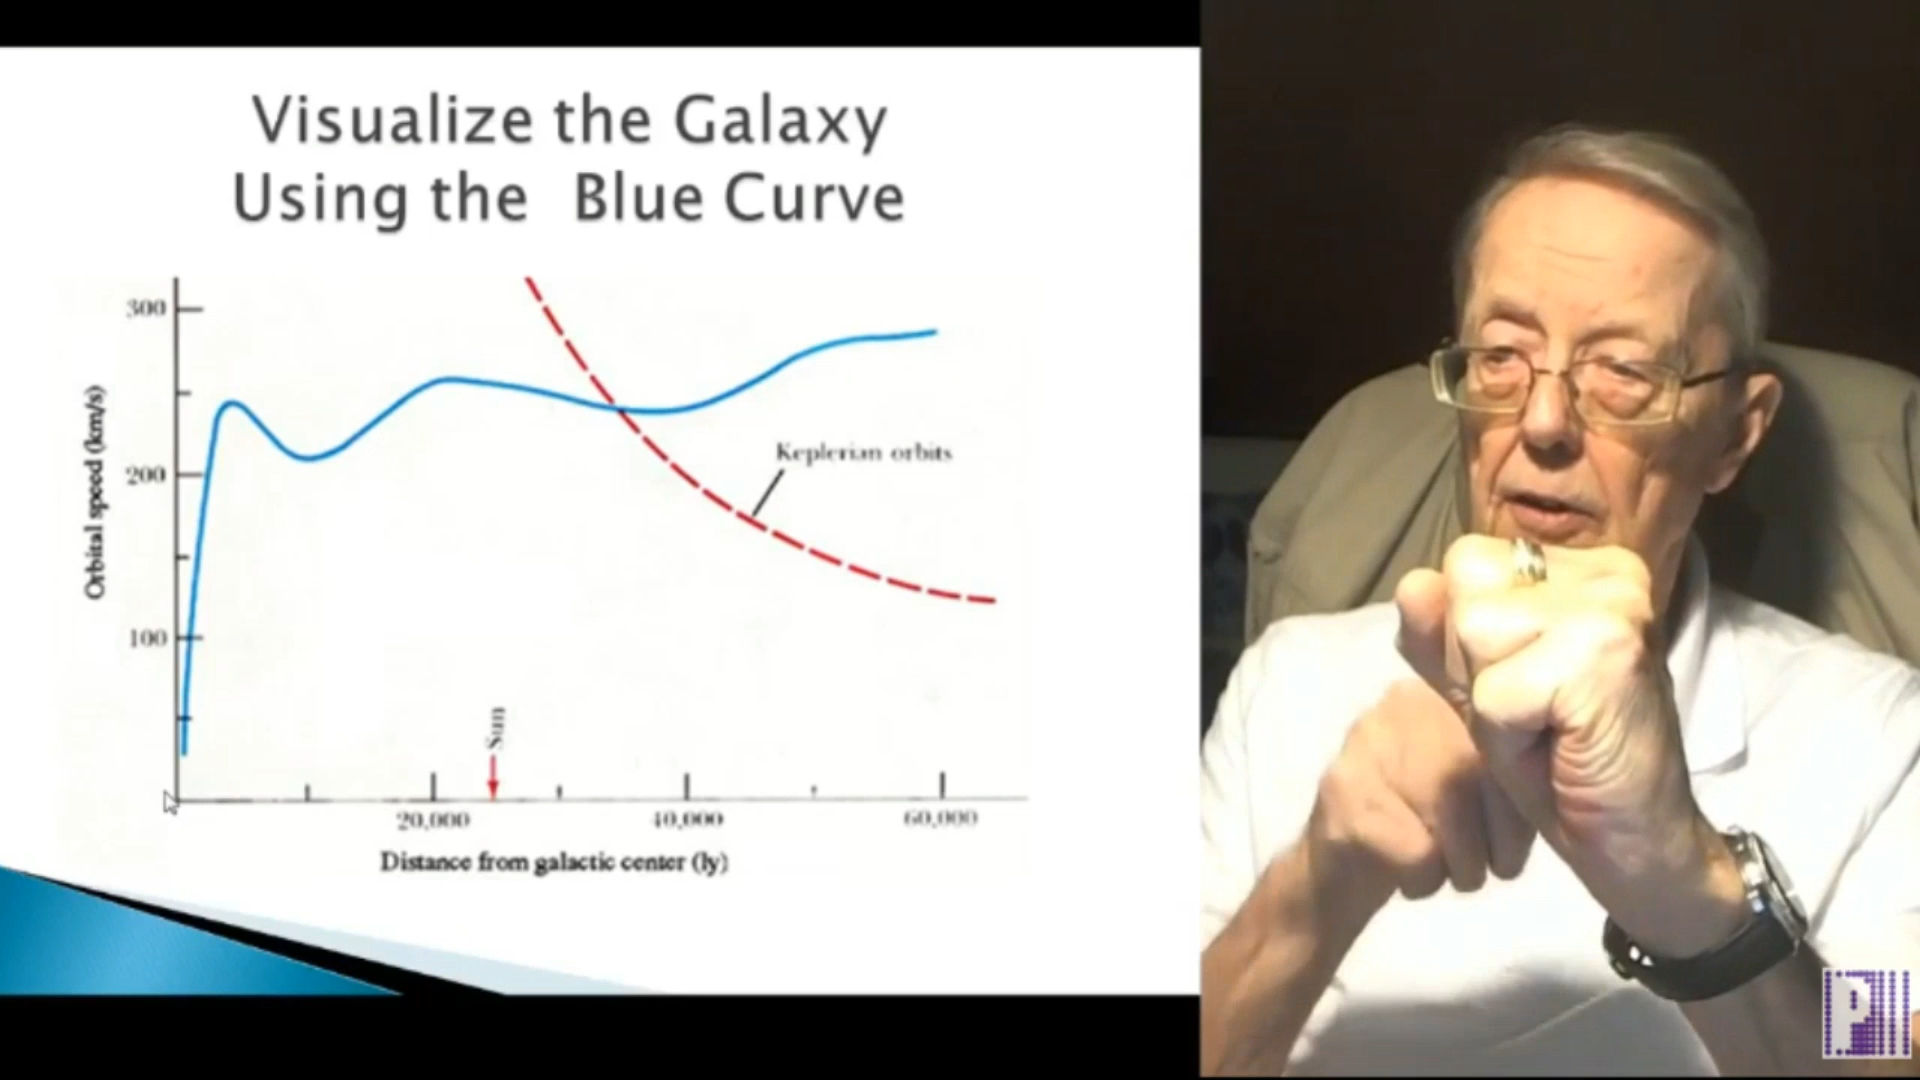 Visualize the Galaxy
Using the Blue Curve
300
200
100
Orbital speed (km/s)
Keplerian orbits
Sun
20,000
40,000
60,000
Distance from galactic center (ly)
P